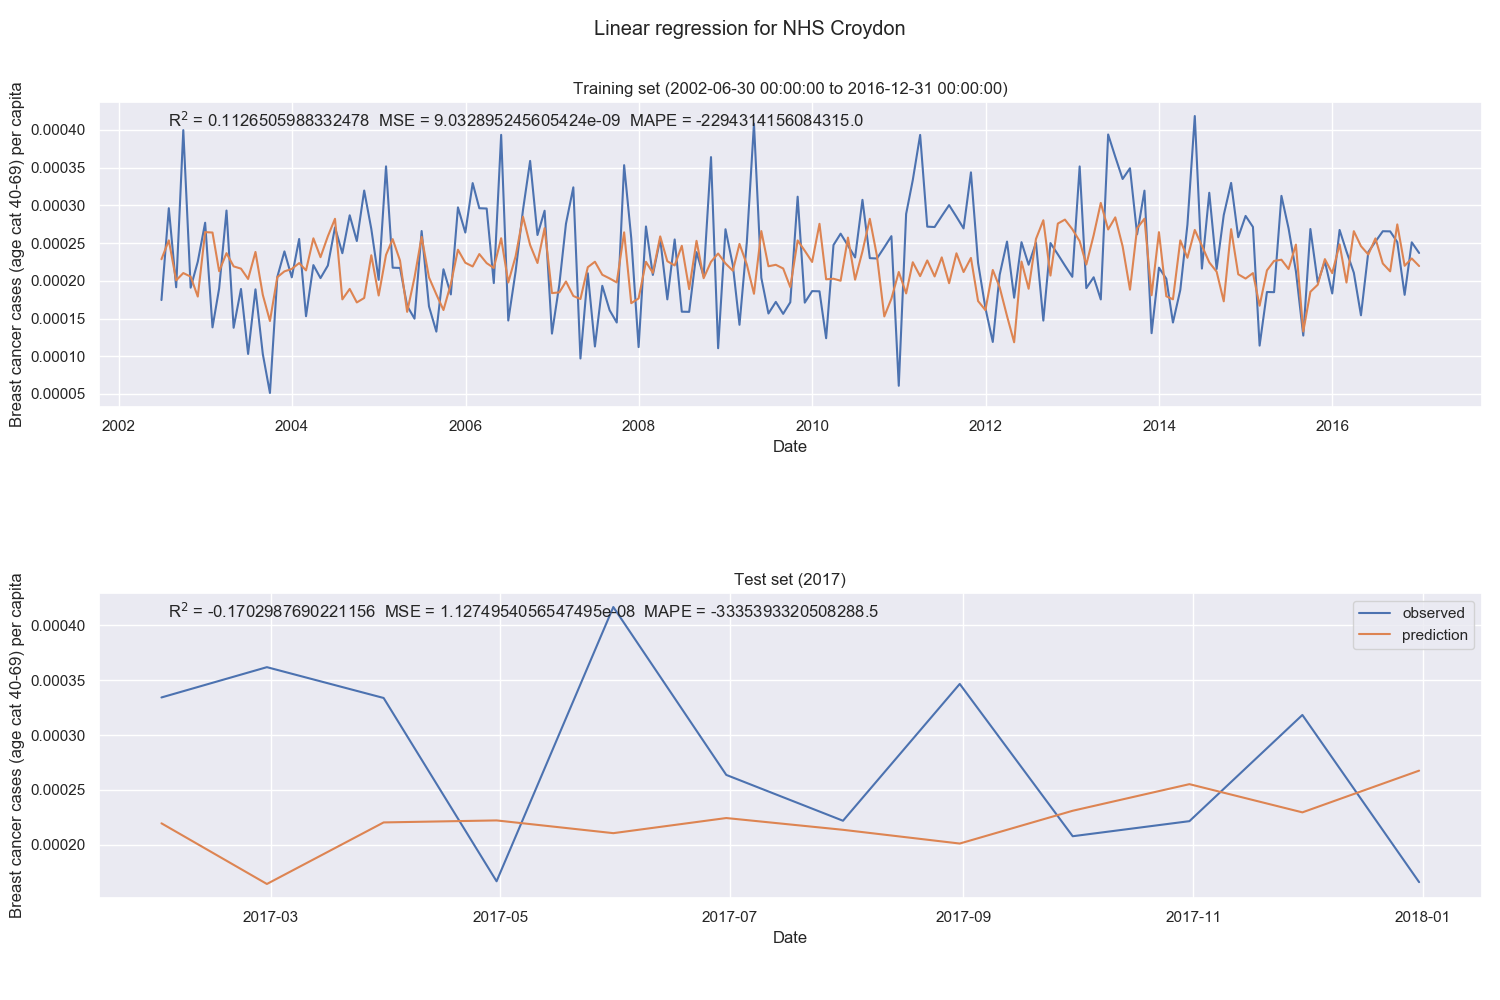 Linear regression for NHS Croydon
Training set (2002-06-30 00:00:00 to 2016-12-31 00:00:00)
R² = 0.1126505988332478 MSE = 9.032895245605424e-09 MAPE = -2294314156084315.0
Breast cancer cases (age cat 40-69) per capita
0.00040
0.00035
0.00030
0.00025
0.00020
0.00015
0.00010
0.00005
2002 2004 2006 2008 2010 2012 2014 2016
Date
Test set (2017)
R² = -0.1702987690221156 MSE = 1.1274954056547495e-08 MAPE = -3335393320508288.5
observed
prediction
Breast cancer cases (age cat 40-69) per capita
0.00040
0.00035
0.00030
0.00025
0.00020
2017-03 2017-05 2017-07 2017-09 2017-11 2018-01
Date